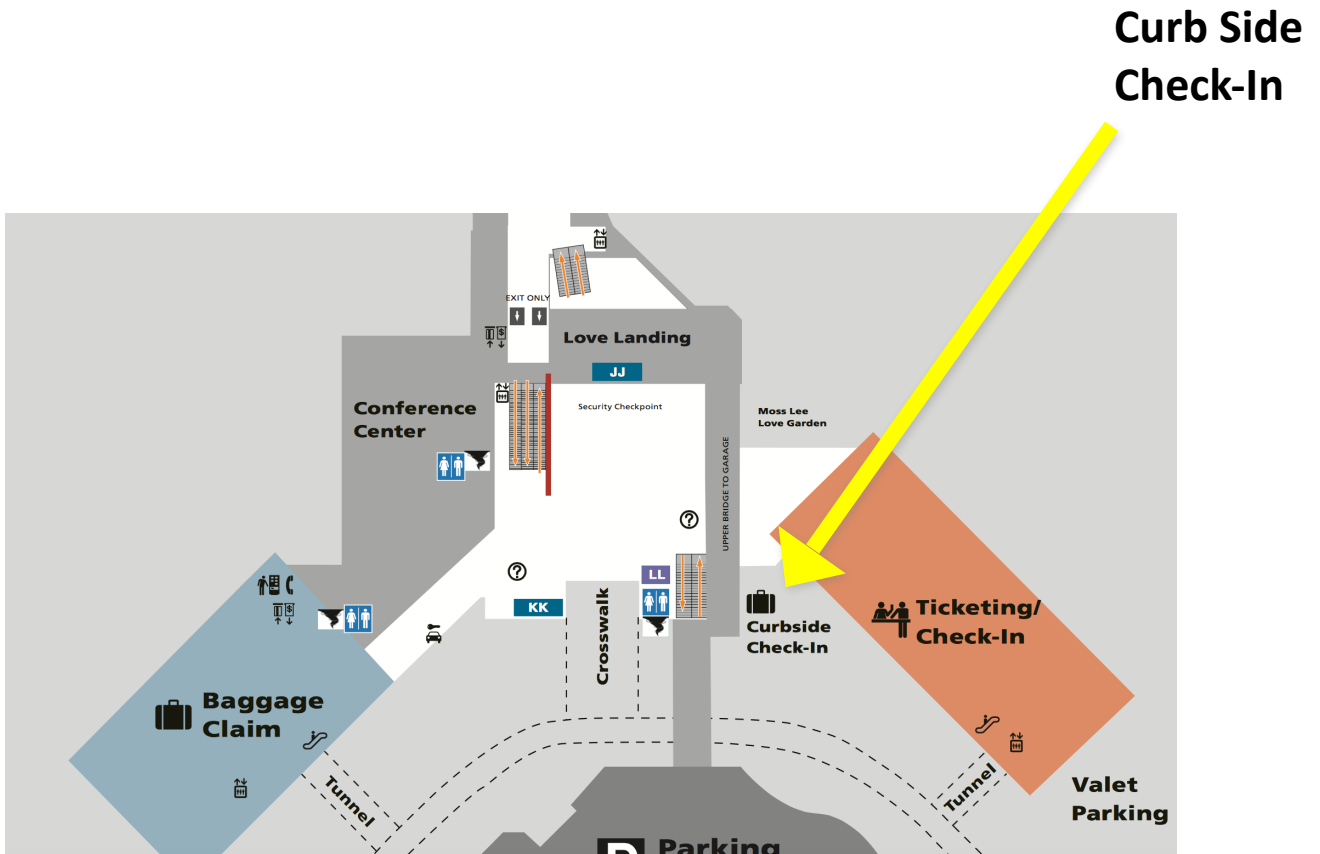 Curb Side
Check-In
EXIT ONLY
Love Landing
JJ
Security Checkpoint
Conference
Center
Moss Lee
Love Garden
UPPER BRIDGE TO GARAGE
LL
KK
Crosswalk
Curbside
Check-In
Ticketing/
Check-In
Baggage
Claim
Tunnel
Tunnel
Valet
Parking
P Parking